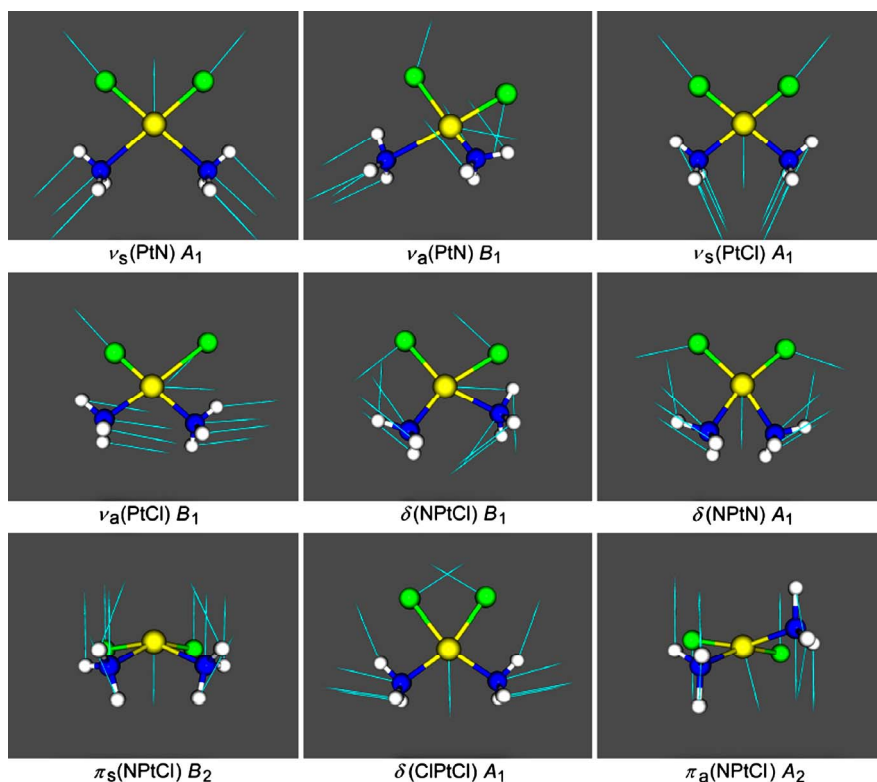 νs(PtN) A1
νa(PtN) B1
νs(PtCl) A1
νa(PtCl) B1
δ(NPtCl) B1
δ(NPtN) A1
πs(NPtCl) B2
δ(ClPtCl) A1
πa(NPtCl) A2